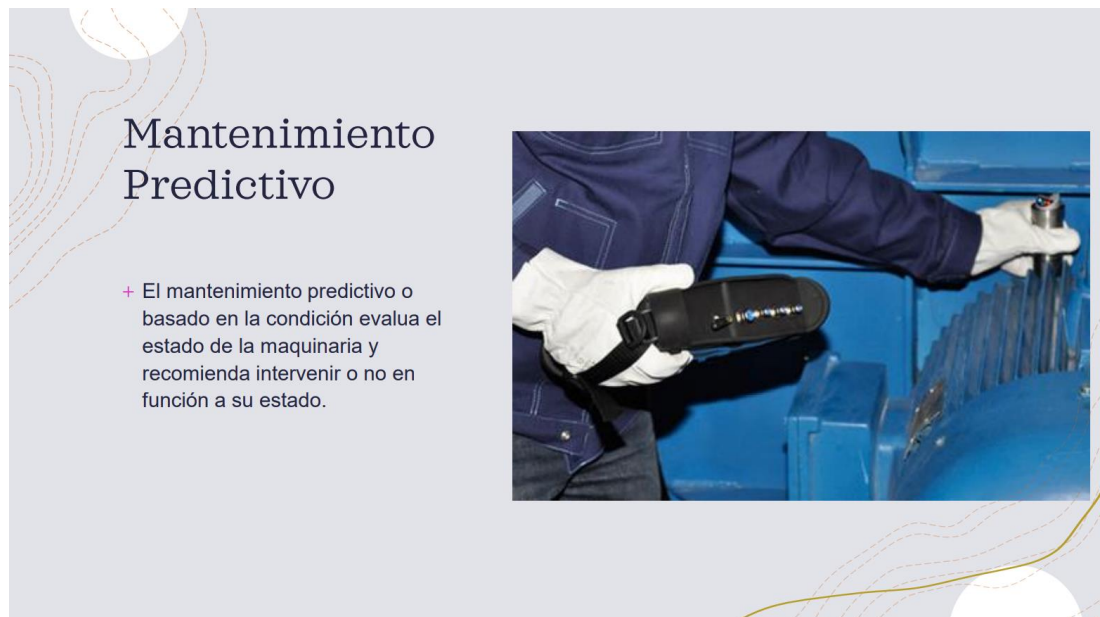 Mantenimiento
Predictivo
+ El mantenimiento predictivo o
basado en la condición evalua el
estado de la maquinaria y
recomienda intervenir o no en
función a su estado.